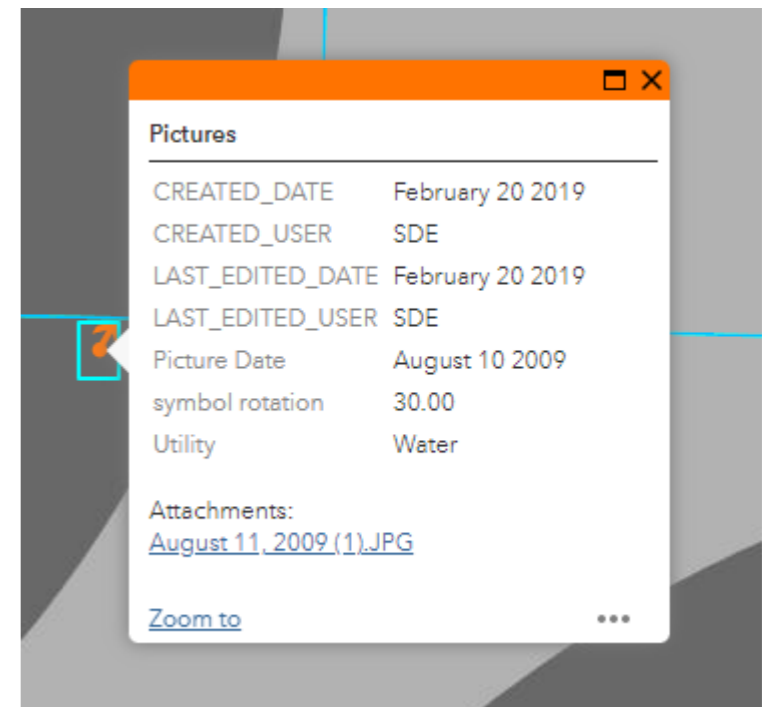 Pictures
CREATED_DATE February 20 2019
CREATED_USER SDE
LAST_EDITED_DATE February 20 2019
LAST_EDITED_USER SDE
Picture Date August 10 2009
symbol rotation 30.00
Utility Water
Attachments:
August 11, 2009 (1).JPG
Zoom to